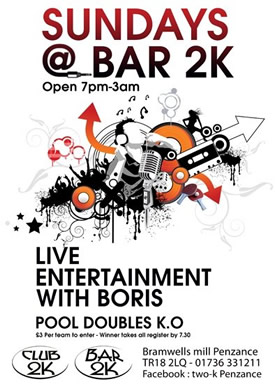 SUNDAYS
@ BAR 2K
Open 7pm-3am
LIVE
ENTERTAINMENT
WITH BORIS
POOL DOUBLES K.O
£3 Per team to enter - Winner takes all register by 7.30
CLUB
2K
BAR
2K
Bramwells mill Penzance
TR18 2LQ - 01736 331211
Facebook : two-k Penzance